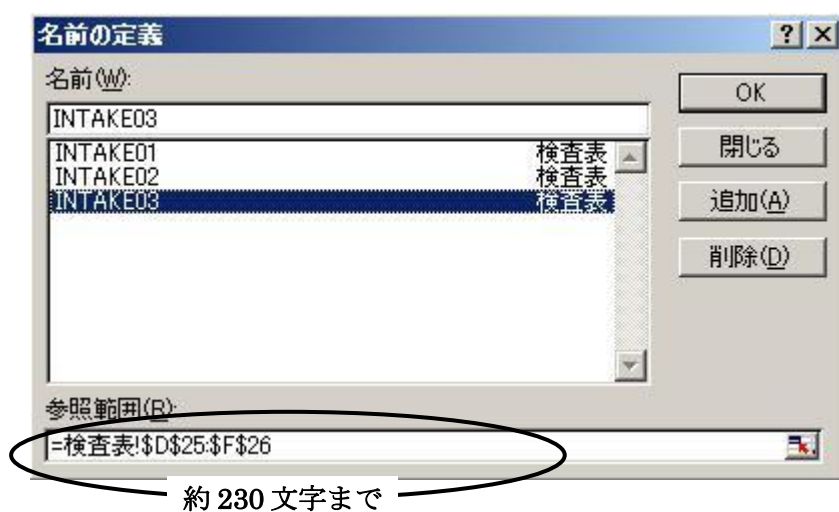 名前の定義
名前(W):
INTAKE03
INTAKE01 検査表
INTAKE02 検査表
INTAKE03 検査表
OK
閉じる
追加(A)
削除(D)
参照範囲(R):
=検査表!$D$25:$F$26
約 230 文字まで